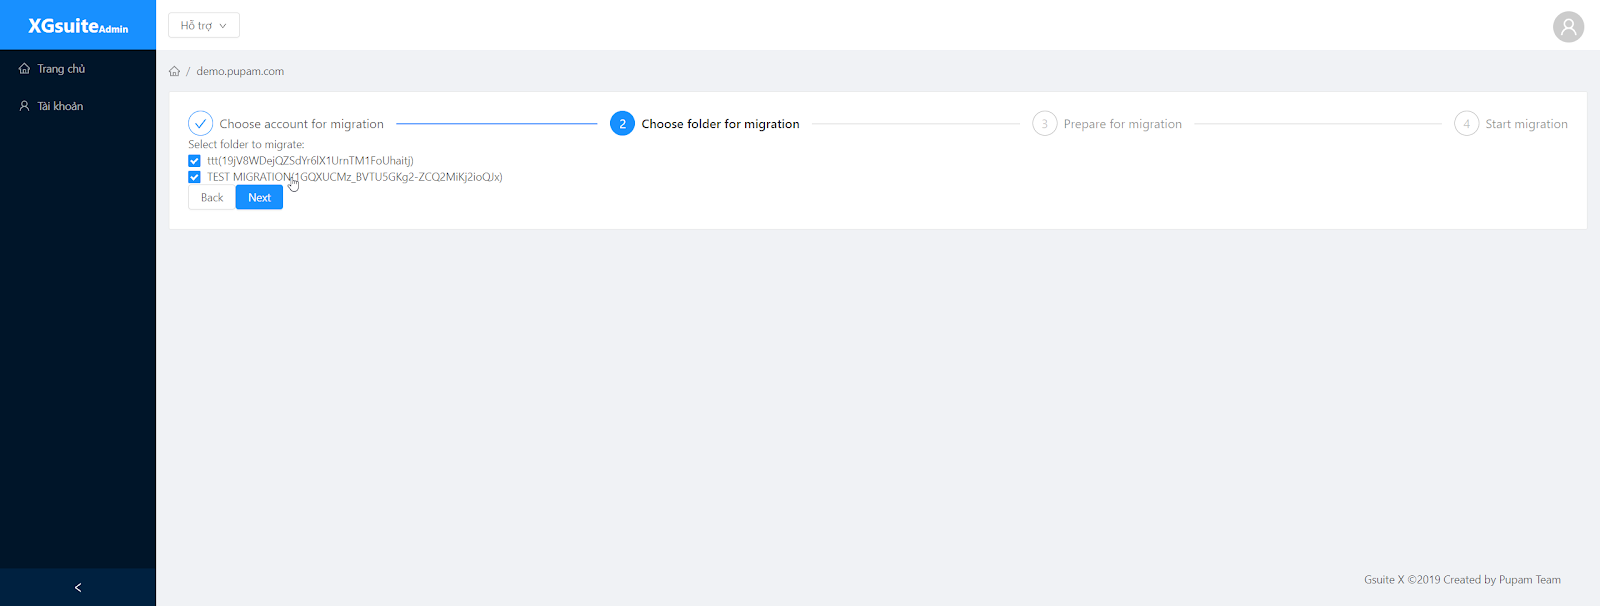 XGsuiteAdmin
Hỗ trợ
Trang chủ
Tài khoản
/ demo.pupam.com
Choose account for migration
2 Choose folder for migration
3 Prepare for migration
4 Start migration
Select folder to migrate:
ttt(19jV8WDejQZSdYr6lX1UrnTM1FoUhaitj)
TEST MIGRATION(1GQXUCMz_BVTU5GKg2-ZCQ2MiKj2ioQJx)
Back Next
Gsuite X ©2019 Created by Pupam Team